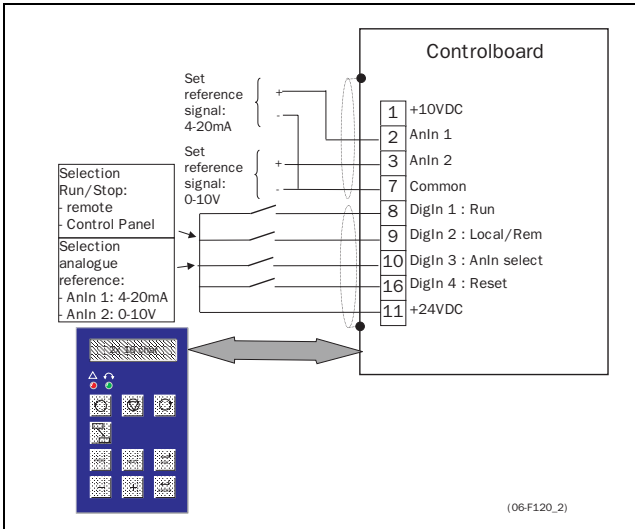 Controlboard
Set
reference
signal:
4-20mA
+
-
Set
reference
signal:
0-10V
+
-
1 +10VDC
2 AnIn 1
3 AnIn 2
7 Common
8 DigIn 1 : Run
9 DigIn 2 : Local/Rem
10 DigIn 3 : AnIn select
16 DigIn 4 : Reset
11 +24VDC
Selection
Run/Stop:
- remote
- Control Panel
Selection
analogue
reference:
- AnIn 1: 4-20mA
- AnIn 2: 0-10V
2x 16 char
-
+
(06-F120_2)